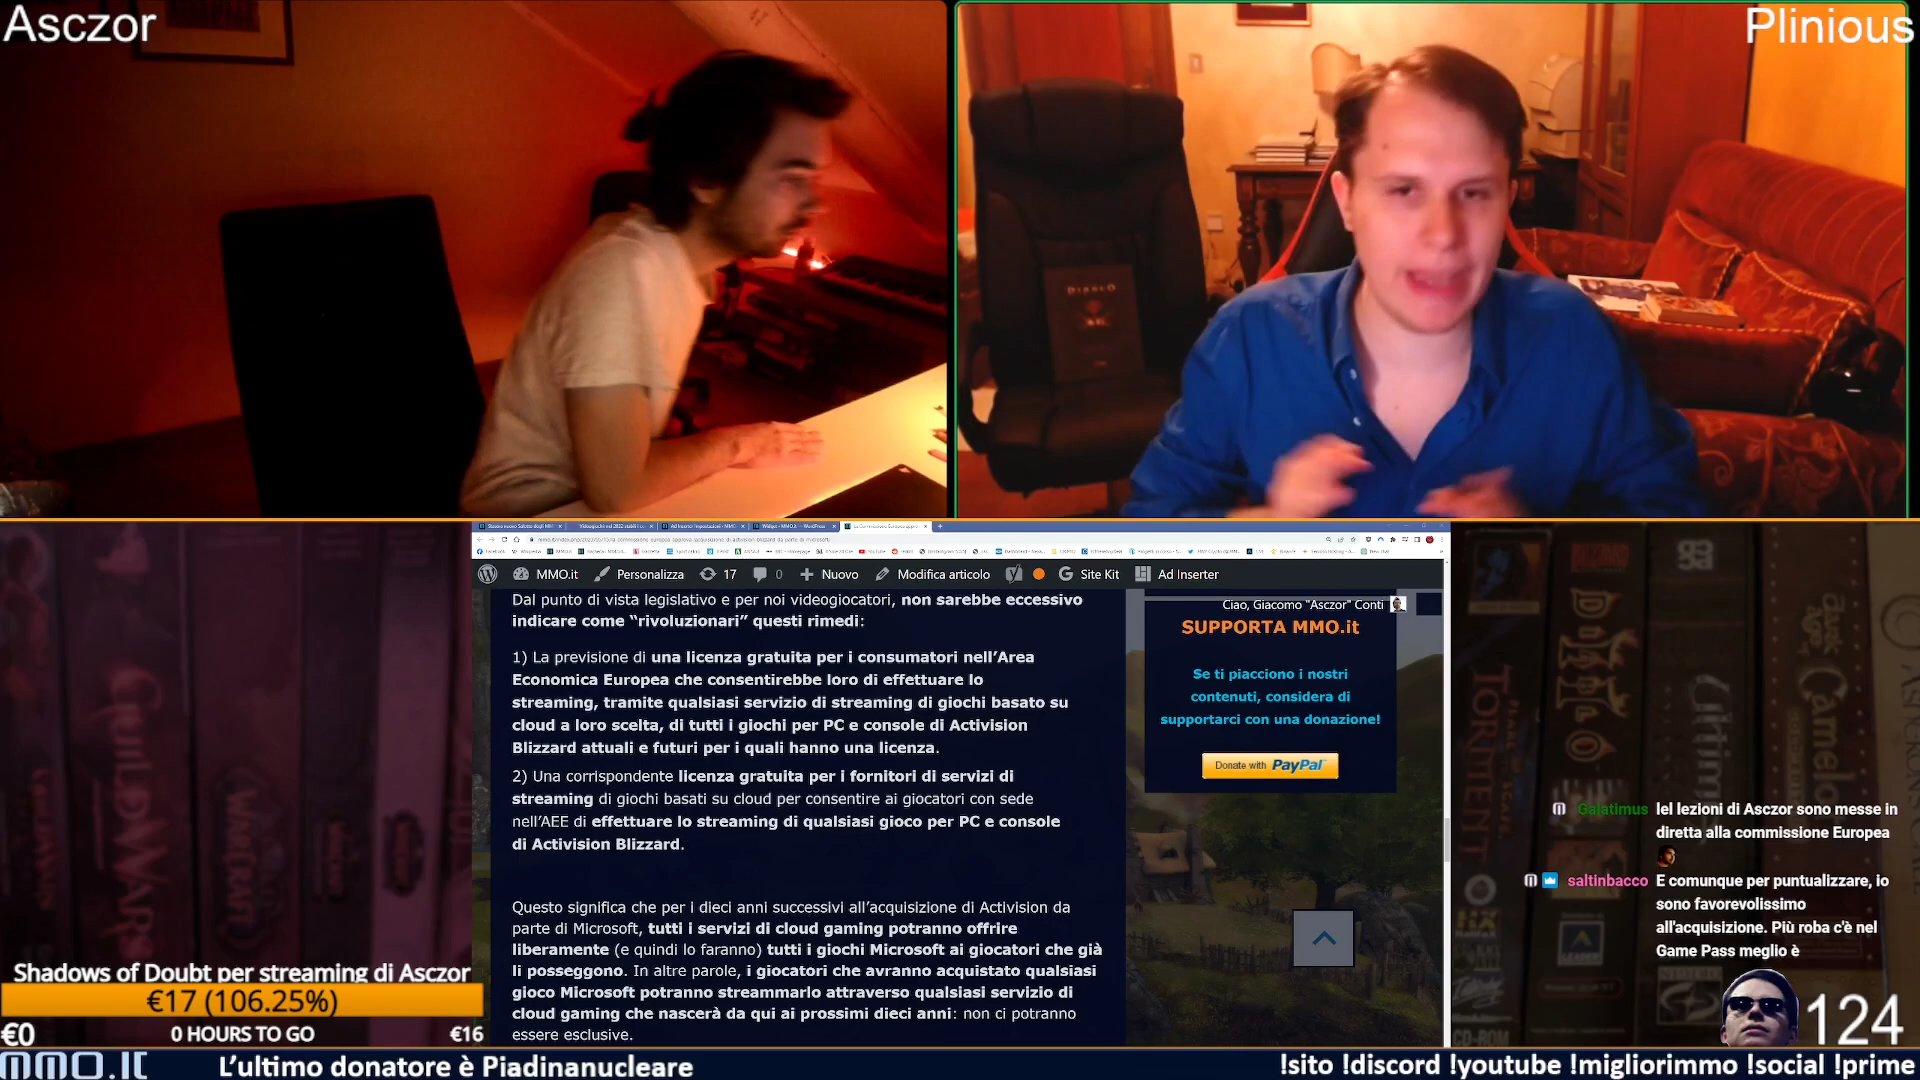 Asczor
Plinious
DIABLO
MMO.it
Personalizza
17
0
Nuovo
Modifica articolo
Site Kit
Ad Inserter
Ciao, Giacomo "Asczor" Conti
Dal punto di vista legislativo e per noi videogiocatori, non sarebbe eccessivo
indicare come “rivoluzionari” questi rimedi:
1) La previsione di una licenza gratuita per i consumatori nell’Area
Economica Europea che consentirebbe loro di effettuare lo
streaming, tramite qualsiasi servizio di streaming di giochi basato su
cloud a loro scelta, di tutti i giochi per PC e console di Activision
Blizzard attuali e futuri per i quali hanno una licenza.
2) Una corrispondente licenza gratuita per i fornitori di servizi di
streaming di giochi basati su cloud per consentire ai giocatori con sede
nell’AEE di effettuare lo streaming di qualsiasi gioco per PC e console
di Activision Blizzard.
Questo significa che per i dieci anni successivi all’acquisizione di Activision da
parte di Microsoft, tutti i servizi di cloud gaming potranno offrire
liberamente (e quindi lo faranno) tutti i giochi Microsoft ai giocatori che già
li posseggono. In altre parole, i giocatori che avranno acquistato qualsiasi
gioco Microsoft potranno streammarlo attraverso qualsiasi servizio di
cloud gaming che nascerà da qui ai prossimi dieci anni: non ci potranno
essere esclusive.
SUPPORTA MMO.it
Se ti piacciono i nostri
contenuti, considera di
supportarci con una donazione!
Donate with PayPal
GUILDWARS
WARCRAFT
TORMENT
Diablo
Ultima
Dark Age of
Camelot
CD-ROM
Galatimus lel lezioni di Asczor sono messe in
diretta alla commissione Europea
saltinbacco E comunque per puntualizzare, io
sono favorevolissimo
all'acquisizione. Più roba c'è nel
Game Pass meglio è
124
Shadows of Doubt per streaming di Asczor
€17 (106.25%)
€0
0 HOURS TO GO
€16
MMO.IT
L’ultimo donatore è Piadinanucleare
!sito !discord !youtube !migliorimmo !social !prime